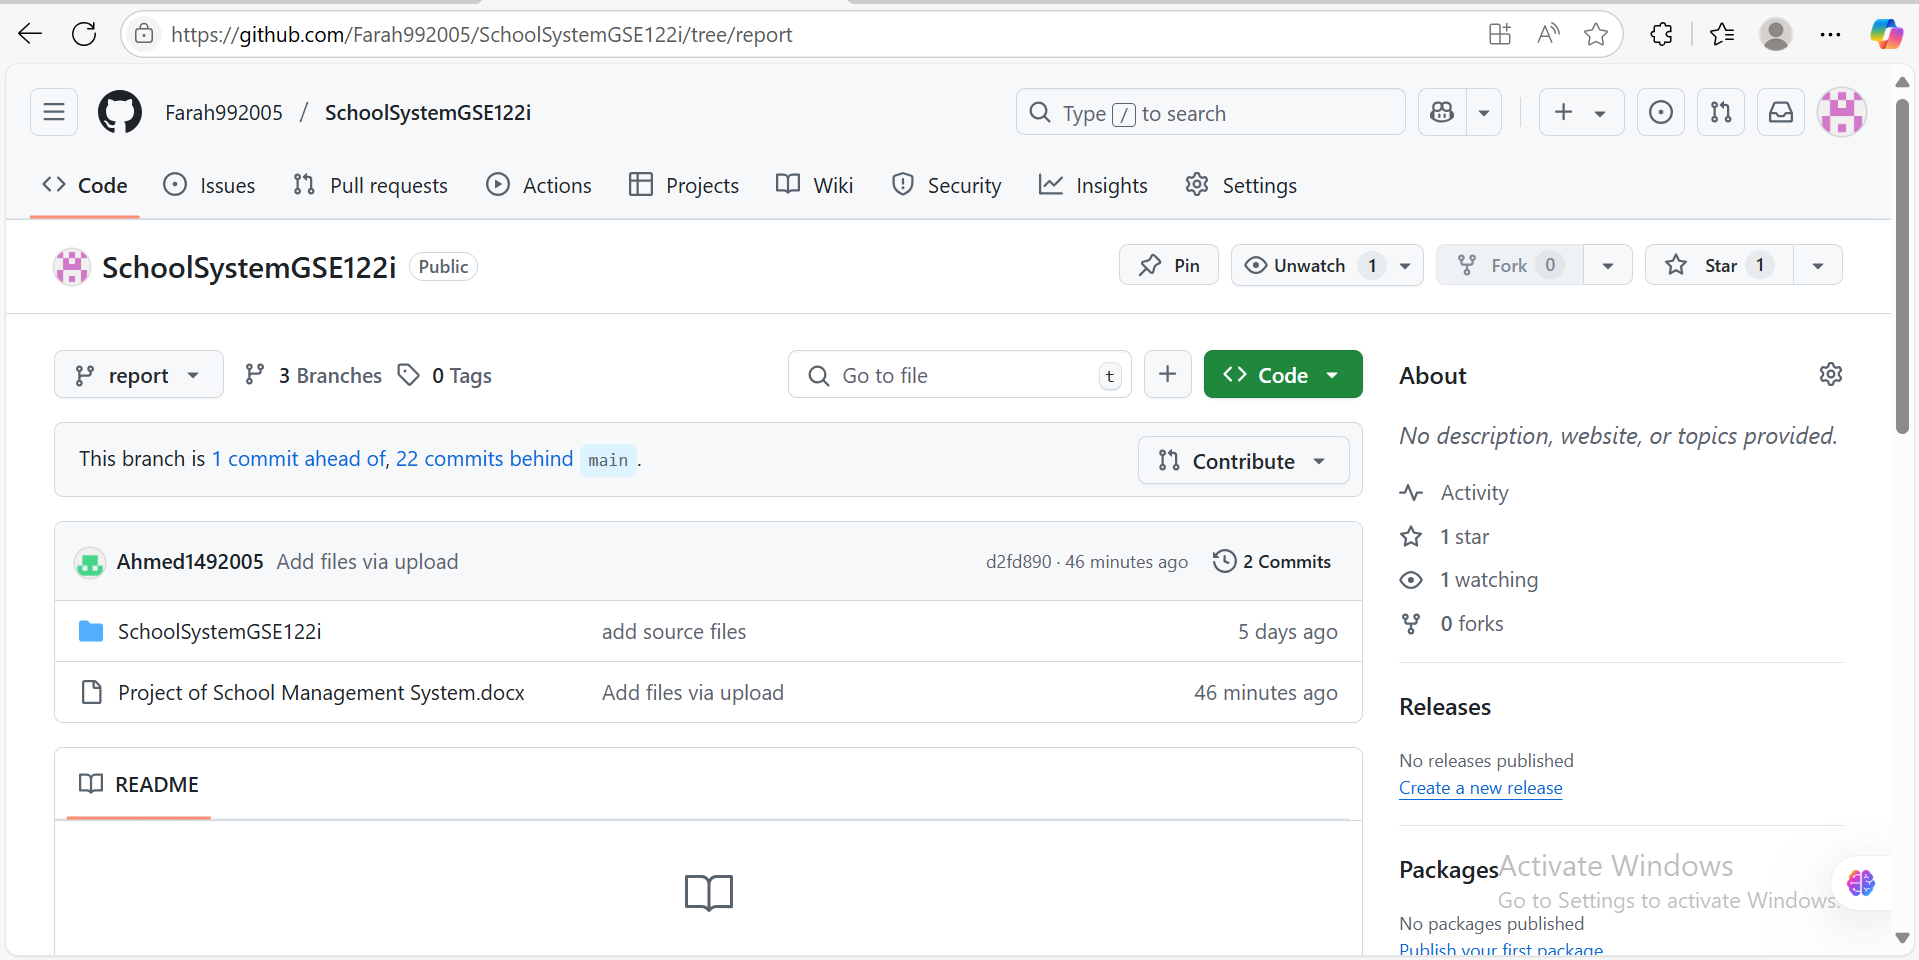 https://github.com/Farah992005/SchoolSystemGSE122i/tree/report
Farah992005 / SchoolSystemGSE122i
Type / to search
Code Issues Pull requests Actions Projects Wiki Security Insights Settings
SchoolSystemGSE122i Public
Pin Unwatch 1 Fork 0 Star 1
report 3 Branches 0 Tags
Go to file t
Code
About
This branch is 1 commit ahead of, 22 commits behind main .
Contribute
No description, website, or topics provided.
Activity
1 star
1 watching
0 forks
Ahmed1492005 Add files via upload d2fd890 · 46 minutes ago 2 Commits
SchoolSystemGSE122i add source files 5 days ago
Project of School Management System.docx Add files via upload 46 minutes ago
README
Releases
No releases published
Create a new release
Packages
No packages published
Publish your first package
Activate Windows
Go to Settings to activate Windows.